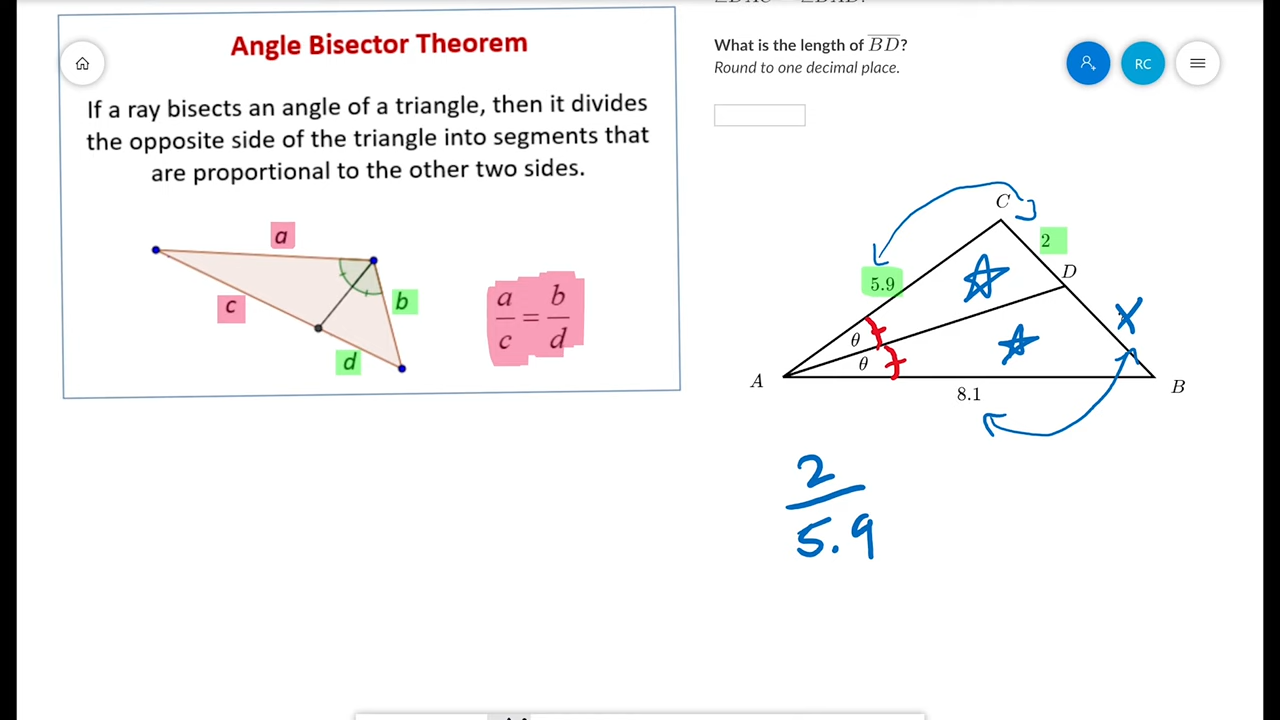 Angle Bisector Theorem
If a ray bisects an angle of a triangle, then it divides
the opposite side of the triangle into segments that
are proportional to the other two sides.
a
c
b
d
a/c = b/d
What is the length of BD?
Round to one decimal place.
RC
C
2
D
5.9
X
θ
θ
A
8.1
B
2/5.9